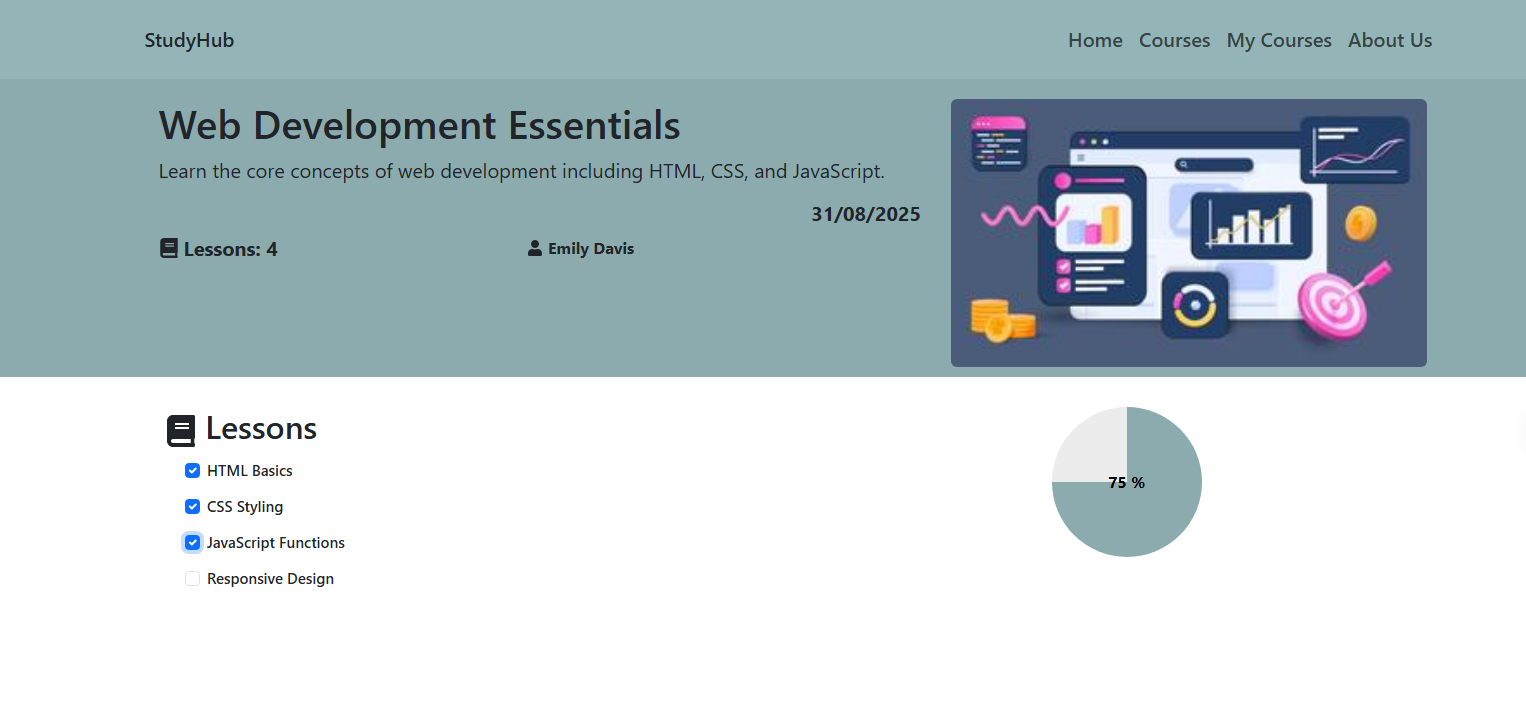 StudyHub
Home Courses My Courses About Us
Web Development Essentials
Learn the core concepts of web development including HTML, CSS, and JavaScript.
31/08/2025
Lessons: 4
Emily Davis
Lessons
HTML Basics
CSS Styling
JavaScript Functions
Responsive Design
75 %